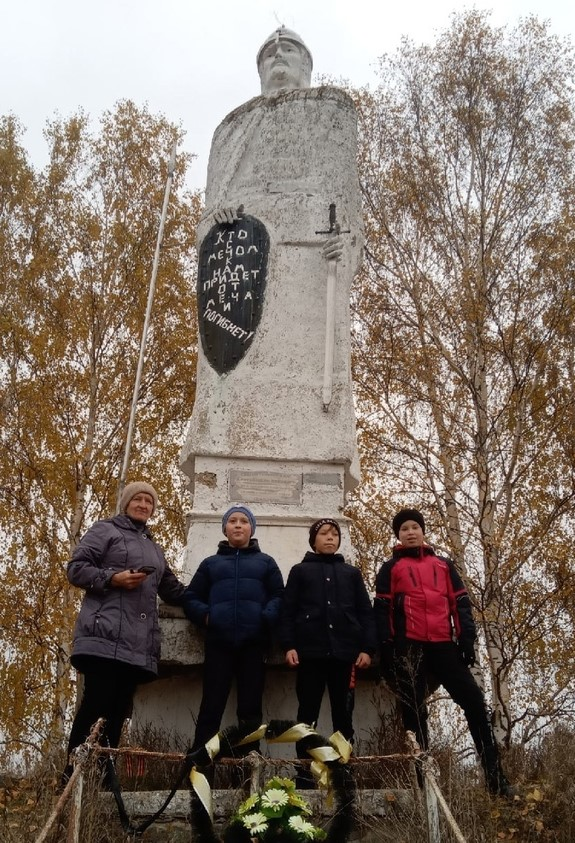 КТО
С
МЕЧОМ
К
НАМ
ПРИДЕТ
ОТ
МЕЧА
И
ПОГИБНЕТ!